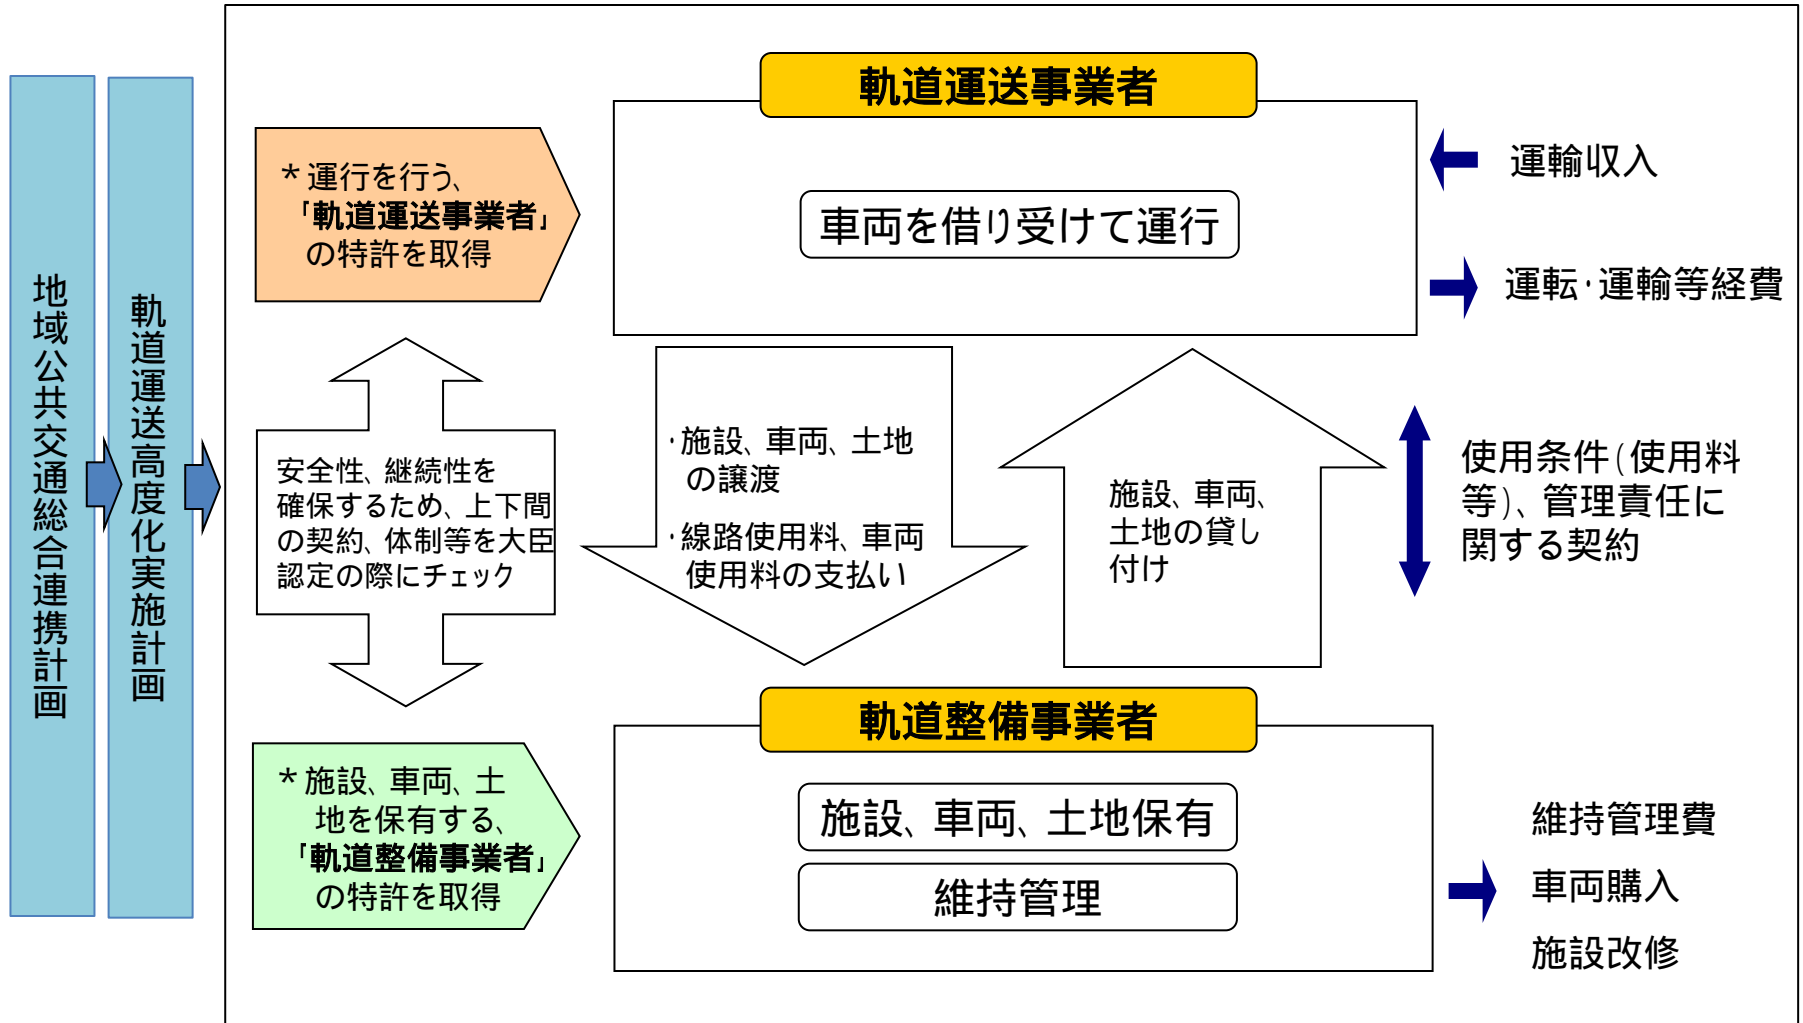 地域公共交通総合連携計画
軌道運送高度化実施計画
軌道運送事業者
＊運行を行う、
「軌道運送事業者」
の特許を取得
車両を借り受けて運行
運輸収入
運転・運輸等経費
安全性、継続性を
確保するため、上下間
の契約、体制等を大臣
認定の際にチェック
・施設、車両、土地
の譲渡
・線路使用料、車両
使用料の支払い
施設、車両、
土地の貸し
付け
使用条件（使用料
等）、管理責任に
関する契約
軌道整備事業者
＊施設、車両、土
地を保有する、
「軌道整備事業者」
の特許を取得
施設、車両、土地保有
維持管理
維持管理費
車両購入
施設改修